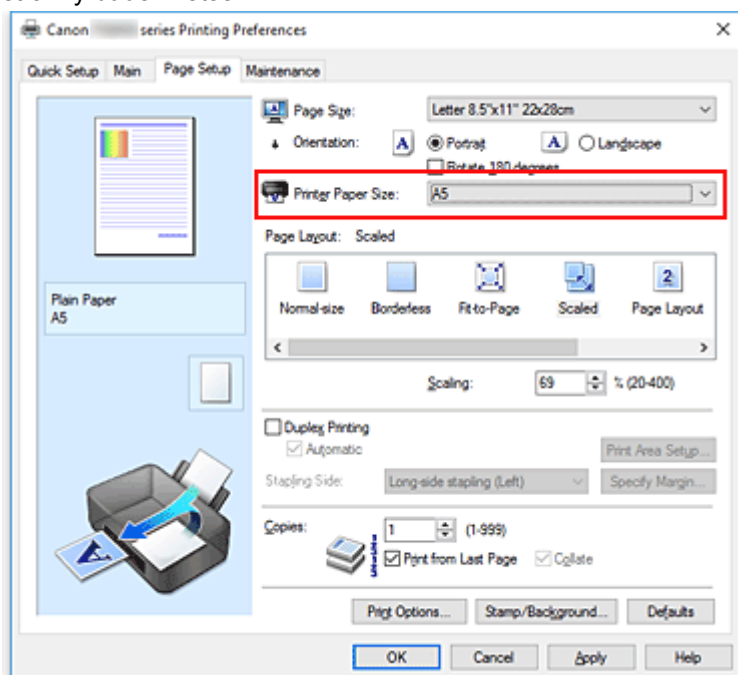 Canon series Printing Preferences
Quick Setup Main Page Setup Maintenance
Page Size: Letter 8.5"x11" 22x28cm
Orientation: A Portrait A Landscape
Rotate 180 degrees
Printer Paper Size: A5
Page Layout: Scaled
Normal-size Borderless Fit-to-Page Scaled 2 Page Layout
Plain Paper
A5
Scaling: 69 % (20-400)
Duplex Printing
Automatic
Print Area Setup...
Stapling Side: Long-side stapling (Left) Specify Margin...
Copies: 1 (1-999)
Print from Last Page Collate
A
Print Options... Stamp/Background... Defaults
OK Cancel Apply Help